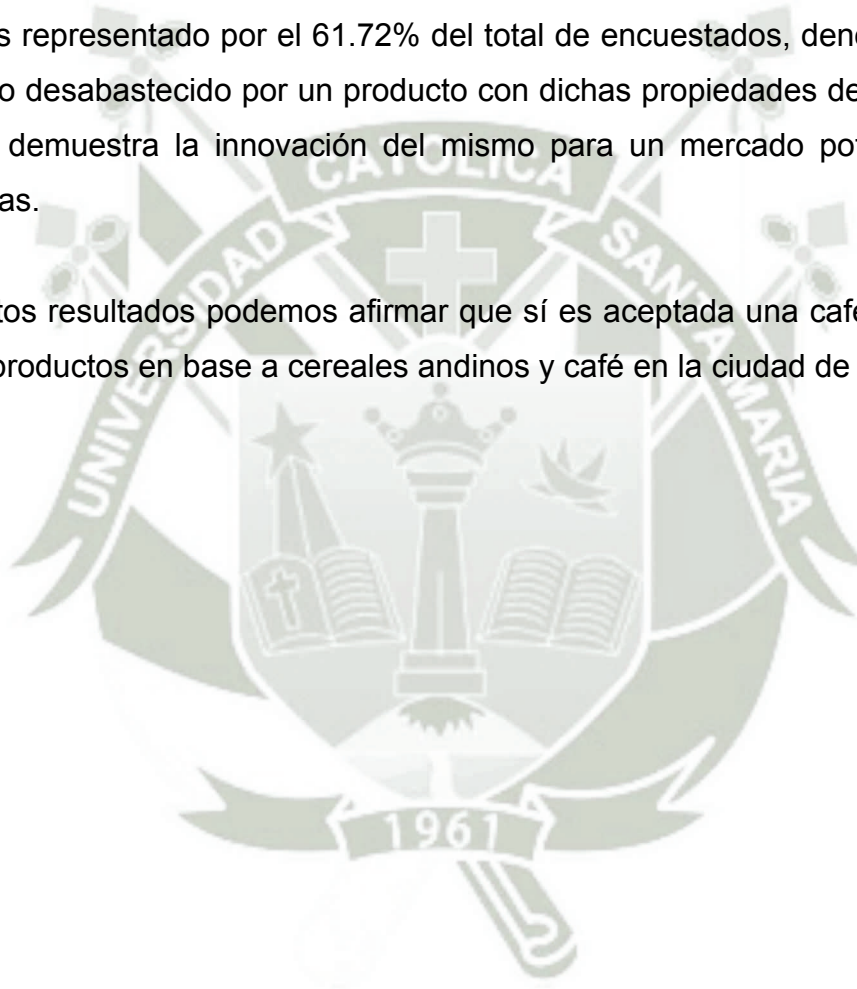 s representado por el 61.72% del total de encuestados, den
o desabastecido por un producto con dichas propiedades de
demuestra la innovación del mismo para un mercado po
as.
tos resultados podemos afirmar que sí es aceptada una caf
productos en base a cereales andinos y café en la ciudad de
UNIVERSIDAD CATÓLICA SANTA MARIA
1961